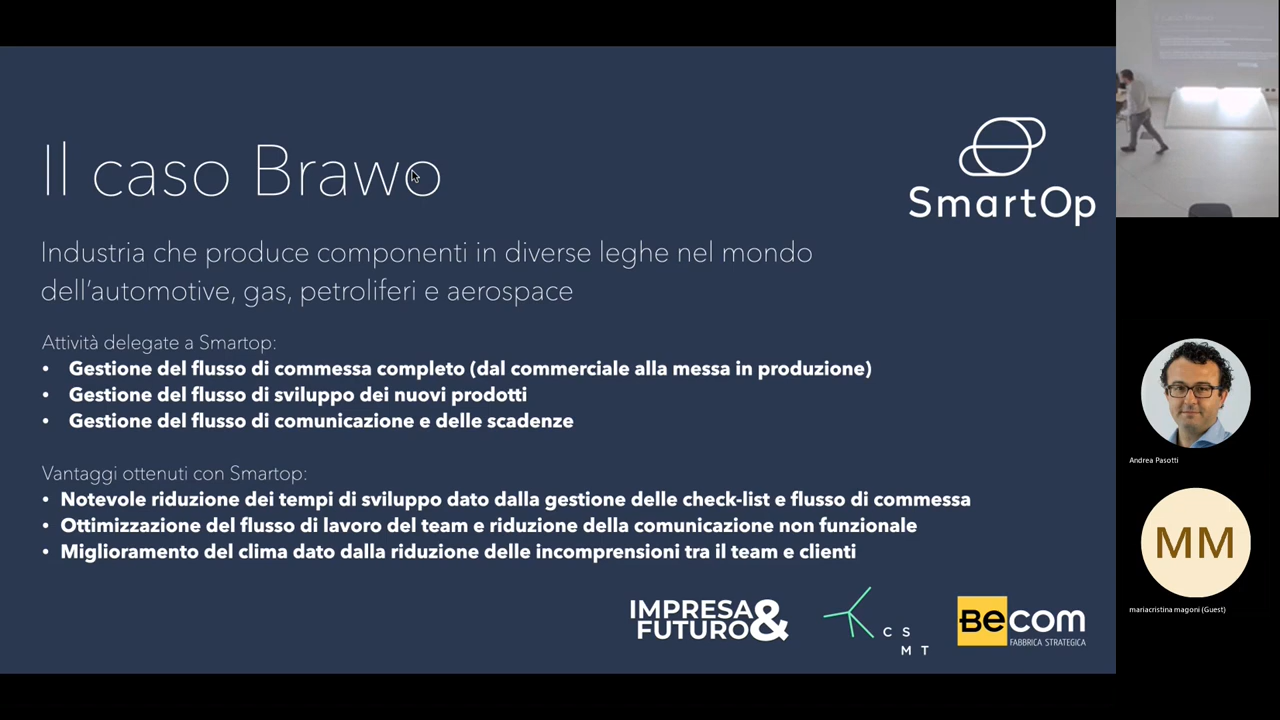 Il caso Brawo
SmartOp
Industria che produce componenti in diverse leghe nel mondo
dell'automotive, gas, petroliferi e aerospace
Attività delegate a Smartop:
• Gestione del flusso di commessa completo (dal commerciale alla messa in produzione)
• Gestione del flusso di sviluppo dei nuovi prodotti
• Gestione del flusso di comunicazione e delle scadenze
Vantaggi ottenuti con Smartop:
• Notevole riduzione dei tempi di sviluppo dato dalla gestione delle check-list e flusso di commessa
• Ottimizzazione del flusso di lavoro del team e riduzione della comunicazione non funzionale
• Miglioramento del clima dato dalla riduzione delle incomprensioni tra il team e clienti
IMPRESA&
FUTURO
CS
MT
Becom
FABBRICA STRATEGICA
Andrea Pasotti
MM
mariacristina magoni (Guest)